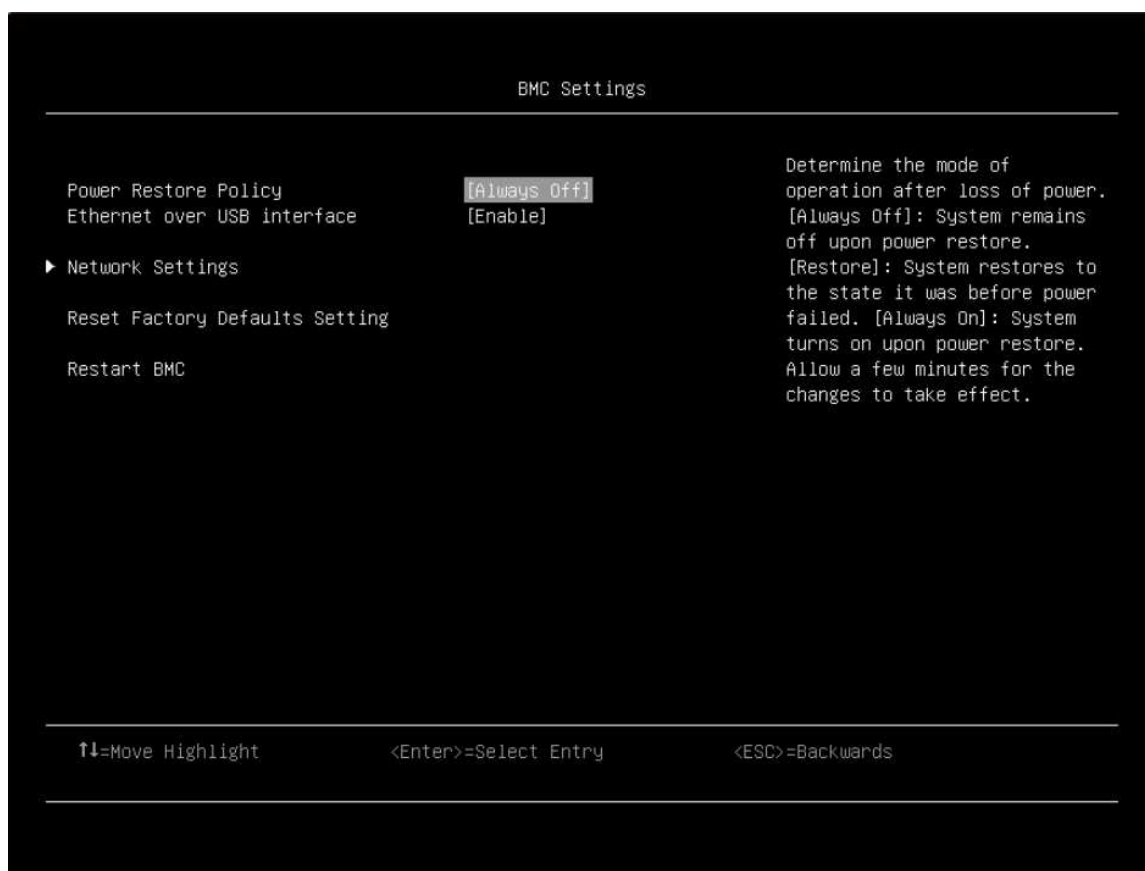 BMC Settings
Power Restore Policy [Always Off]
Ethernet over USB interface [Enable]
Network Settings
Reset Factory Defaults Setting
Restart BMC
Determine the mode of
operation after loss of power.
[Always Off]: System remains
off upon power restore.
[Restore]: System restores to
the state it was before power
failed. [Always On]: System
turns on upon power restore.
Allow a few minutes for the
changes to take effect.
↑↓=Move Highlight <Enter>=Select Entry <ESC>=Backwards